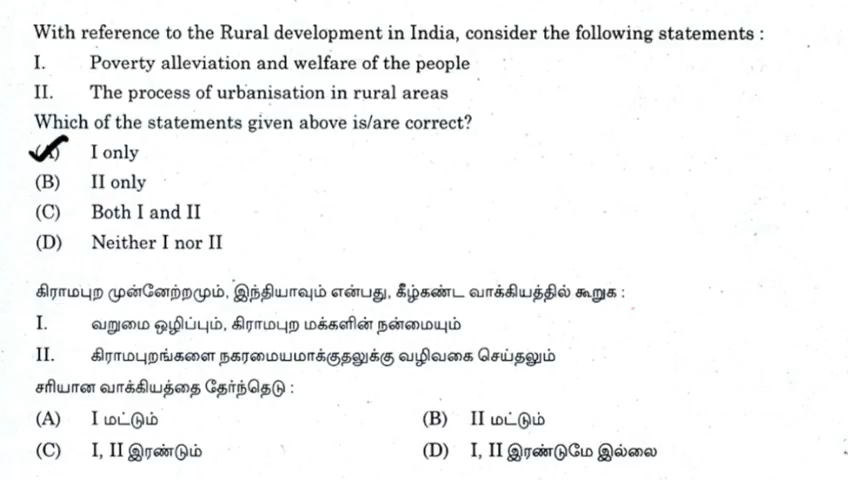 With reference to the Rural development in India, consider the following statements :
I. Poverty alleviation and welfare of the people
II. The process of urbanisation in rural areas
Which of the statements given above is/are correct?
(A) I only
(B) II only
(C) Both I and II
(D) Neither I nor II
கிராமபுற முன்னேற்றமும், இந்தியாவும் என்பது, கீழ்கண்ட வாக்கியத்தில் கூறுக :
I. வறுமை ஒழிப்பும், கிராமபுற மக்களின் நன்மையும்
II. கிராமபுறங்களை நகரமையமாக்குதலுக்கு வழிவகை செய்தலும்
சரியான வாக்கியத்தை தேர்ந்தெடு :
(A) I மட்டும் (B) II மட்டும்
(C) I, II இரண்டும் (D) I, II இரண்டுமே இல்லை